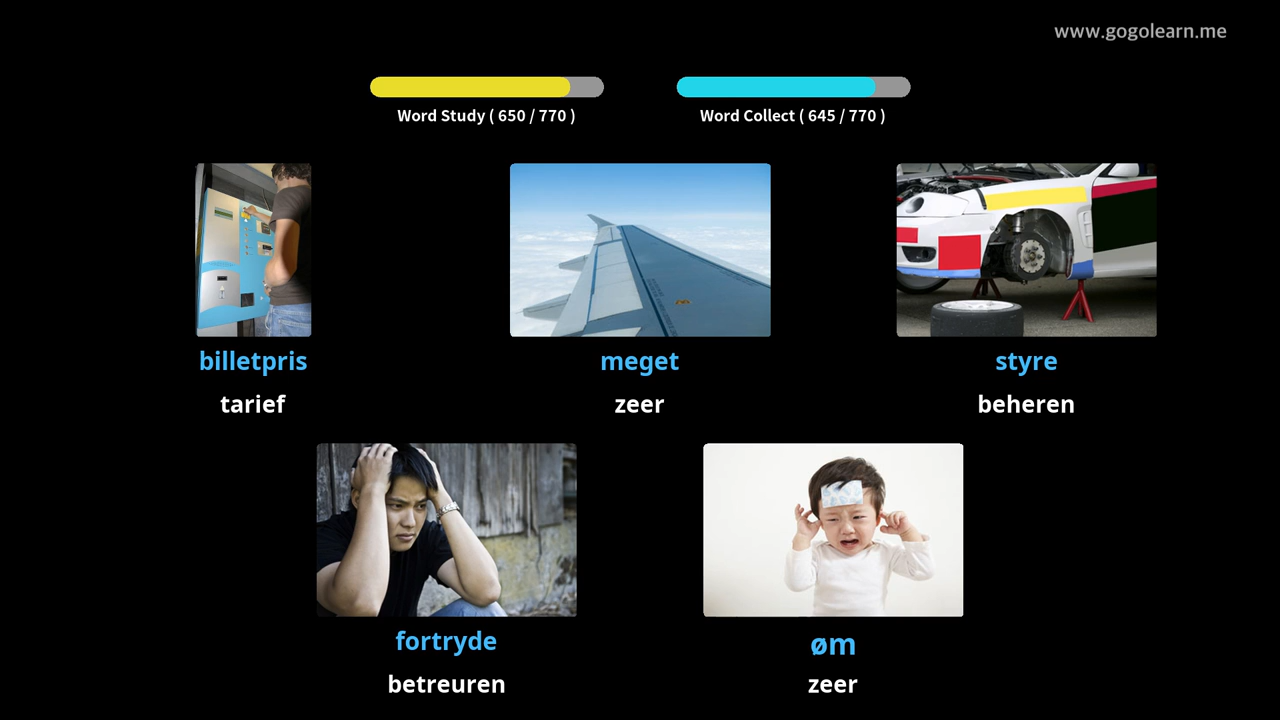 www.gogolearn.me
Word Study ( 650 / 770 )
Word Collect ( 645 / 770 )
billetpris
meget
styre
tarief
zeer
beheren
fortryde
øm
betreuren
zeer